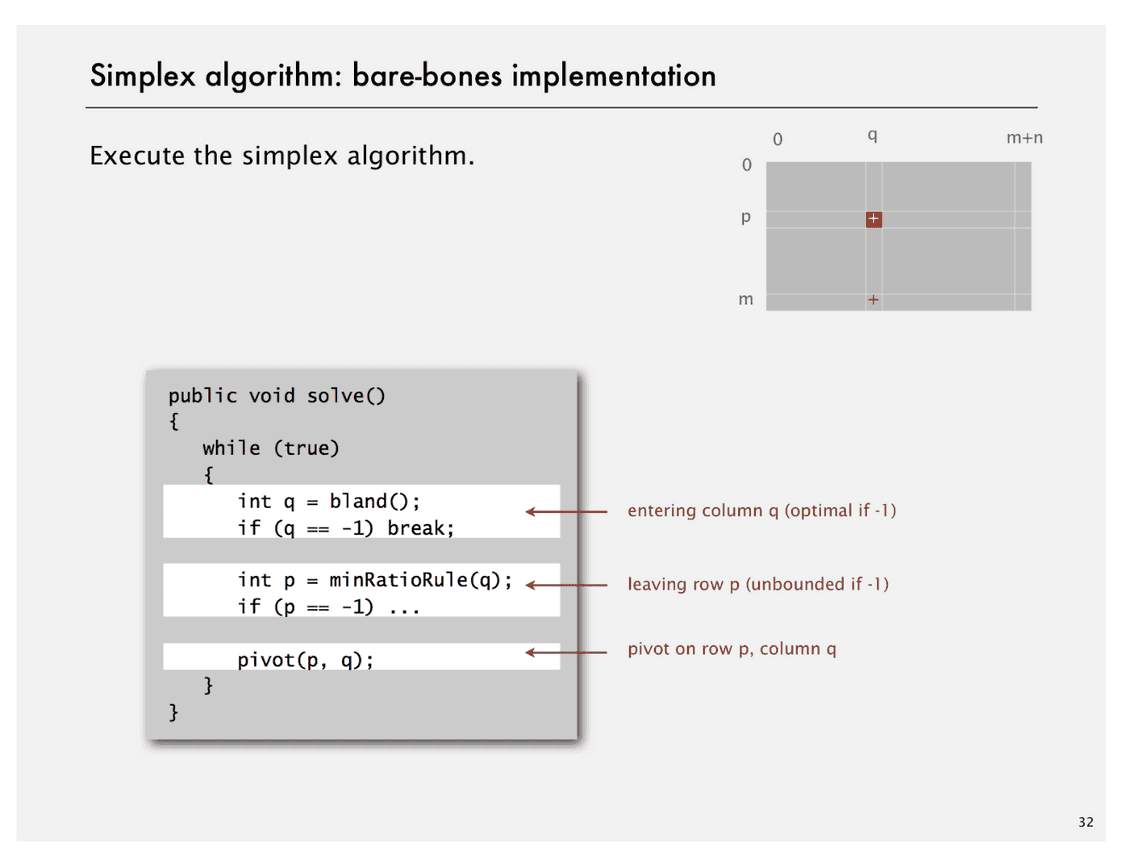 Simplex algorithm: bare-bones implementation
Execute the simplex algorithm.
0 q m+n
0
p +
m +
public void solve()
{
while (true)
{
int q = bland();
if (q == -1) break;
entering column q (optimal if -1)
int p = minRatioRule(q);
if (p == -1) ...
leaving row p (unbounded if -1)
pivot(p, q);
pivot on row p, column q
}
}
32